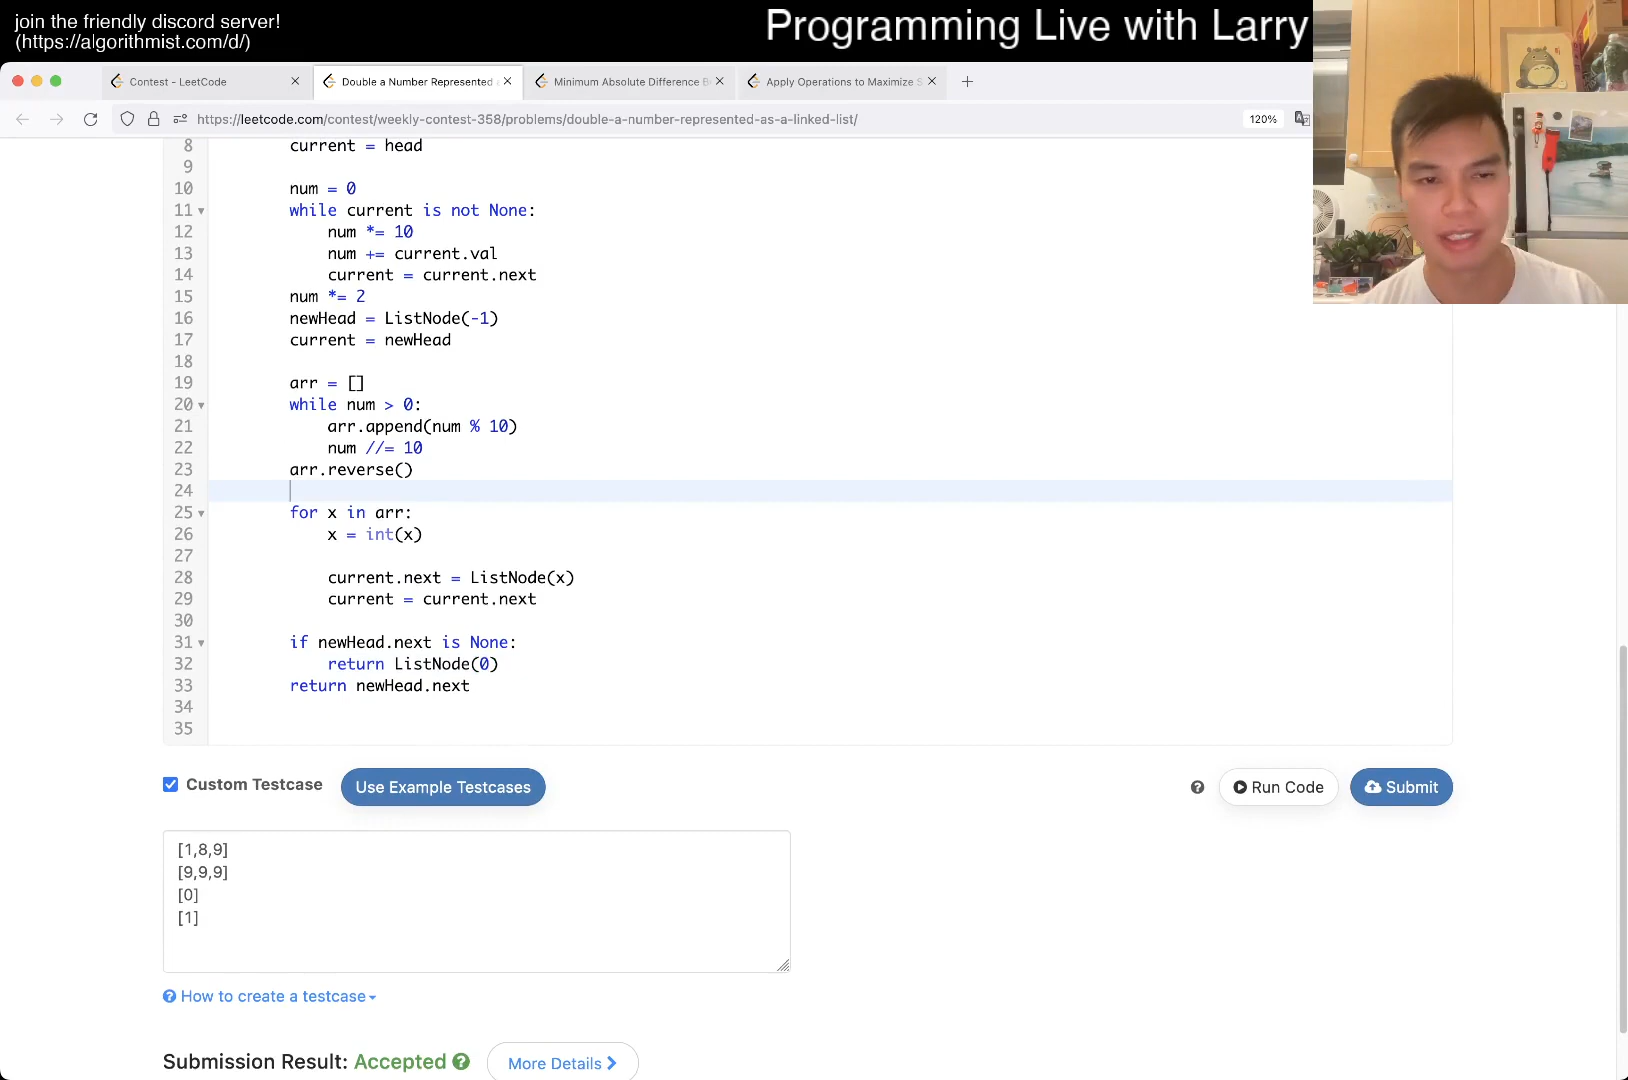 join the friendly discord server!
(https://algorithmist.com/d/)
Programming Live with Larry
Contest - LeetCode
Double a Number Represented
Minimum Absolute Difference B
Apply Operations to Maximize S
https://leetcode.com/contest/weekly-contest-358/problems/double-a-number-represented-as-a-linked-list/
120%
8 current = head
9
10 num = 0
11 while current is not None:
12 num *= 10
13 num += current.val
14 current = current.next
15 num *= 2
16 newHead = ListNode(-1)
17 current = newHead
18
19 arr = []
20 while num > 0:
21 arr.append(num % 10)
22 num //= 10
23 arr.reverse()
24
25 for x in arr:
26 x = int(x)
27
28 current.next = ListNode(x)
29 current = current.next
30
31 if newHead.next is None:
32 return ListNode(0)
33 return newHead.next
34
35
Custom Testcase
Use Example Testcases
Run Code
Submit
[1,8,9]
[9,9,9]
[0]
[1]
How to create a testcase
Submission Result: Accepted
More Details